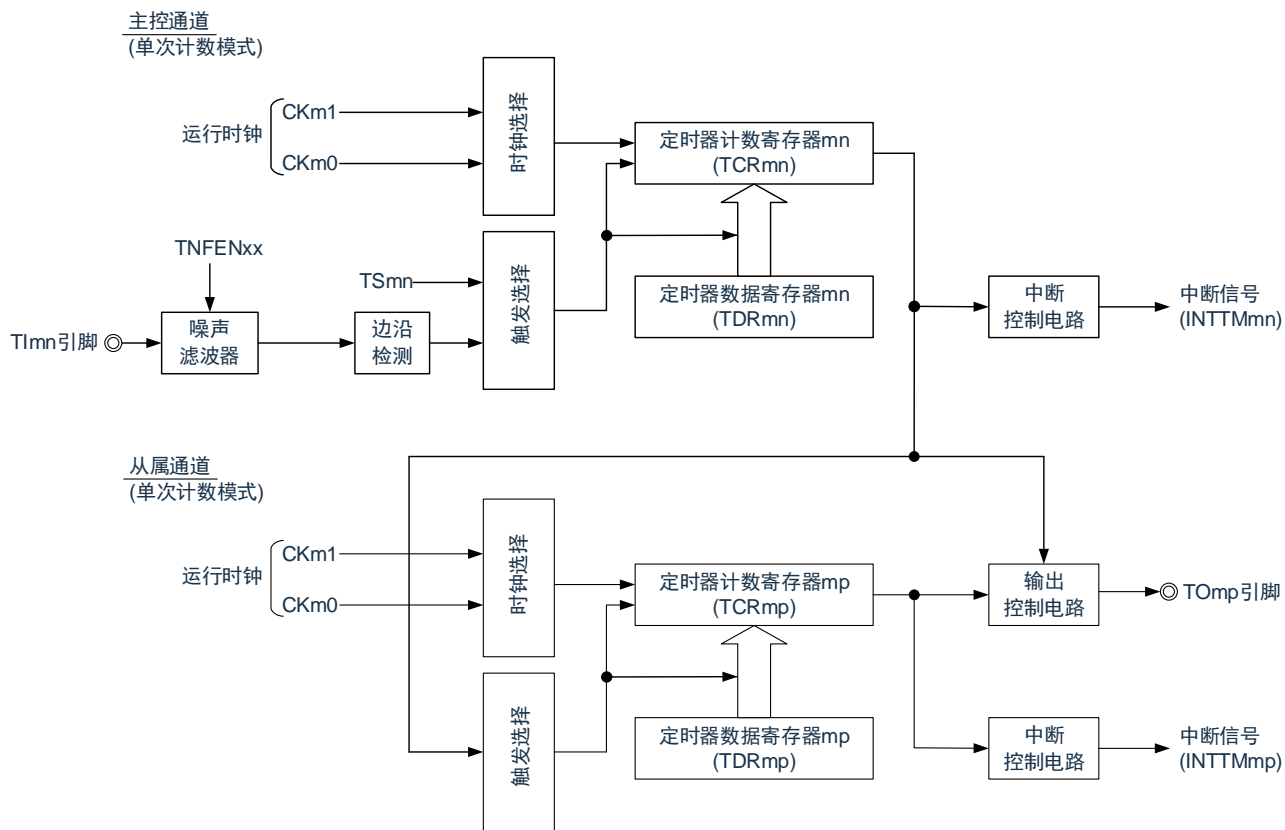 主控通道
(单次计数模式)
运行时钟
CKm1
CKm0
时钟选择
定时器计数寄存器mn
(TCRmn)
TNFENxx
TSmn
触发选择
定时器数据寄存器mn
(TDRmn)
中断
控制电路
中断信号
(INTTMmn)
TImn引脚
噪声
滤波器
边沿
检测
从属通道
(单次计数模式)
运行时钟
CKm1
CKm0
时钟选择
定时器计数寄存器mp
(TCRmp)
输出
控制电路
TOmp引脚
触发选择
定时器数据寄存器mp
(TDRmp)
中断
控制电路
中断信号
(INTTMmp)